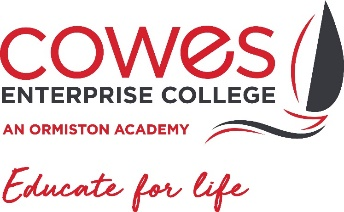 cowes
ENTERPRISE COLLEGE
AN ORMISTON ACADEMY
Educate for life